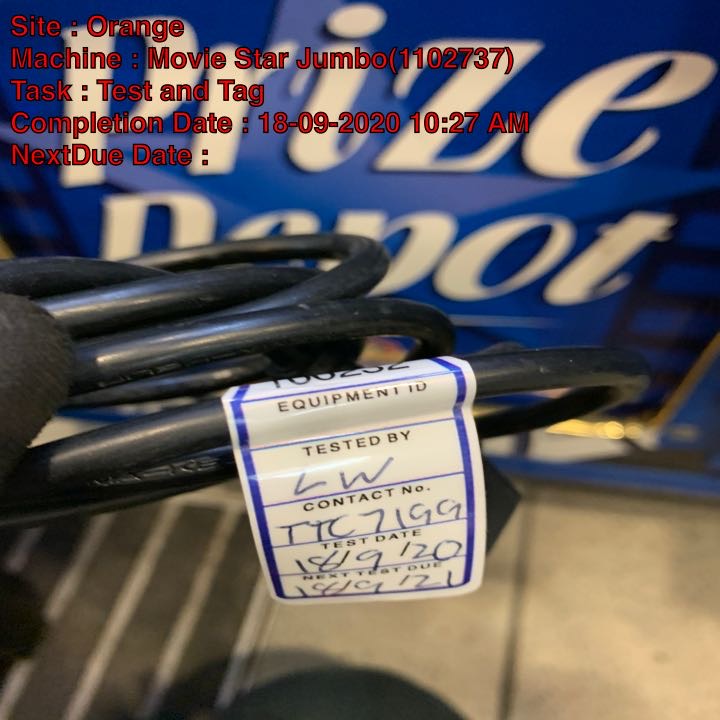 Site : Orange
Machine : Movie Star Jumbo(1102737)
Task : Test and Tag
Completion Date : 18-09-2020 10:27 AM
NextDue Date :
Prize
Depot
EQUIPMENT ID
TESTED BY
LW
CONTACT No.
TTC7199
TEST DATE
18/9/20
NEXT TEST DUE
18/9/21